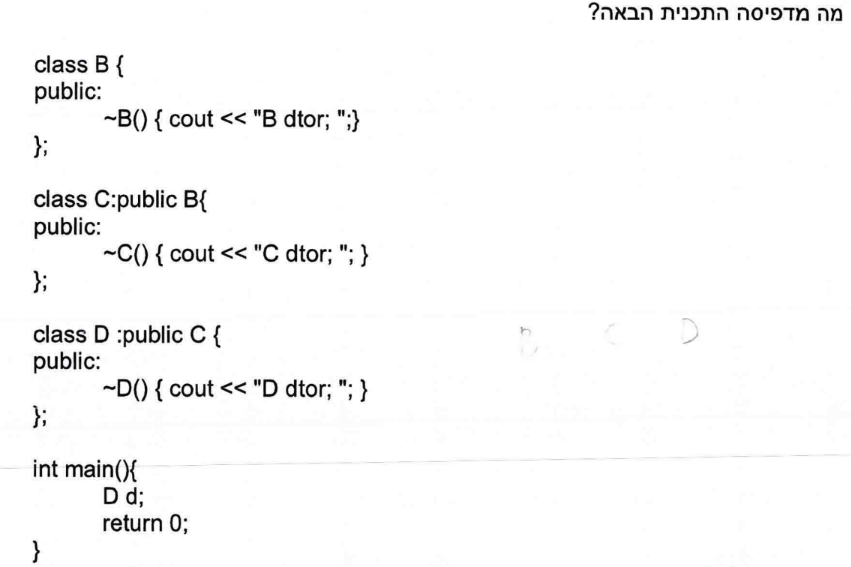 מה מדפיסה התכנית הבאה?
class B {
public:
~B() { cout << "B dtor; ";}
};
class C:public B{
public:
~C() { cout << "C dtor; "; }
};
class D :public C {
public:
~D() { cout << "D dtor; "; }
};
B C D
int main(){
D d;
return 0;
}